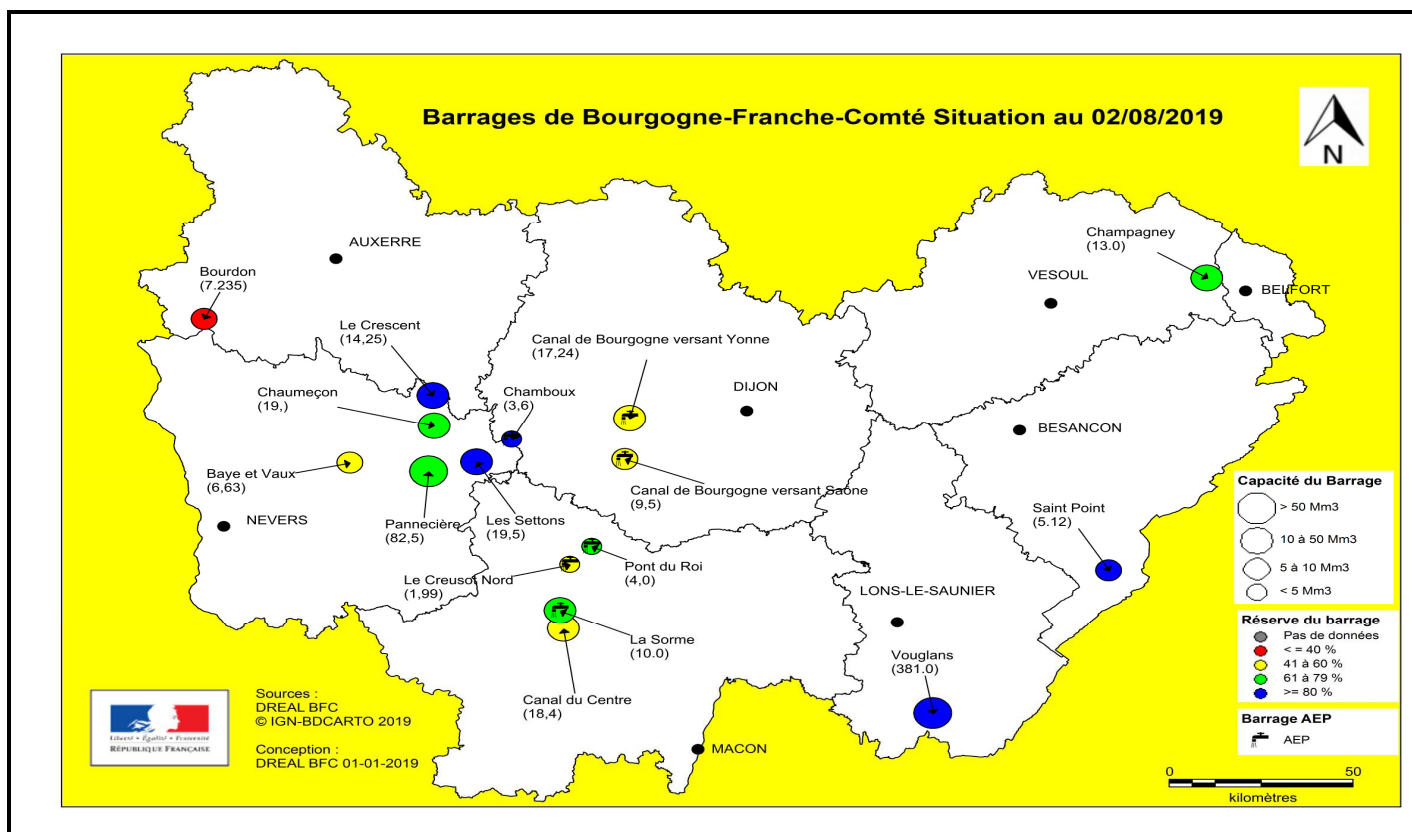 Barrages de Bourgogne-Franche-Comté Situation au 02/08/2019
N
AUXERRE
Bourdon
(7.235)
Le Crescent
(14,25)
Chaumeçon
(19,)
Chamboux
(3,6)
Canal de Bourgogne versant Yonne
(17,24)
DIJON
Champagney
(13.0)
VESOUL
BELFORT
BESANCON
Baye et Vaux
(6,63)
NEVERS
Pannecière
(82,5)
Les Settons
(19,5)
Canal de Bourgogne versant Saône
(9,5)
Saint Point
(5.12)
Pont du Roi
(4,0)
Le Creusot Nord
(1,99)
LONS-LE-SAUNIER
La Sorme
(10.0)
Vouglans
(381.0)
Canal du Centre
(18,4)
MACON
Capacité du Barrage
> 50 Mm3
10 à 50 Mm3
5 à 10 Mm3
< 5 Mm3
Réserve du barrage
Pas de données
< = 40 %
41 à 60 %
61 à 79 %
>= 80 %
Barrage AEP
AEP
0 50
kilomètres
Liberté • Égalité • Fraternité
RÉPUBLIQUE FRANÇAISE
Sources :
DREAL BFC
© IGN-BDCARTO 2019
Conception :
DREAL BFC 01-01-2019